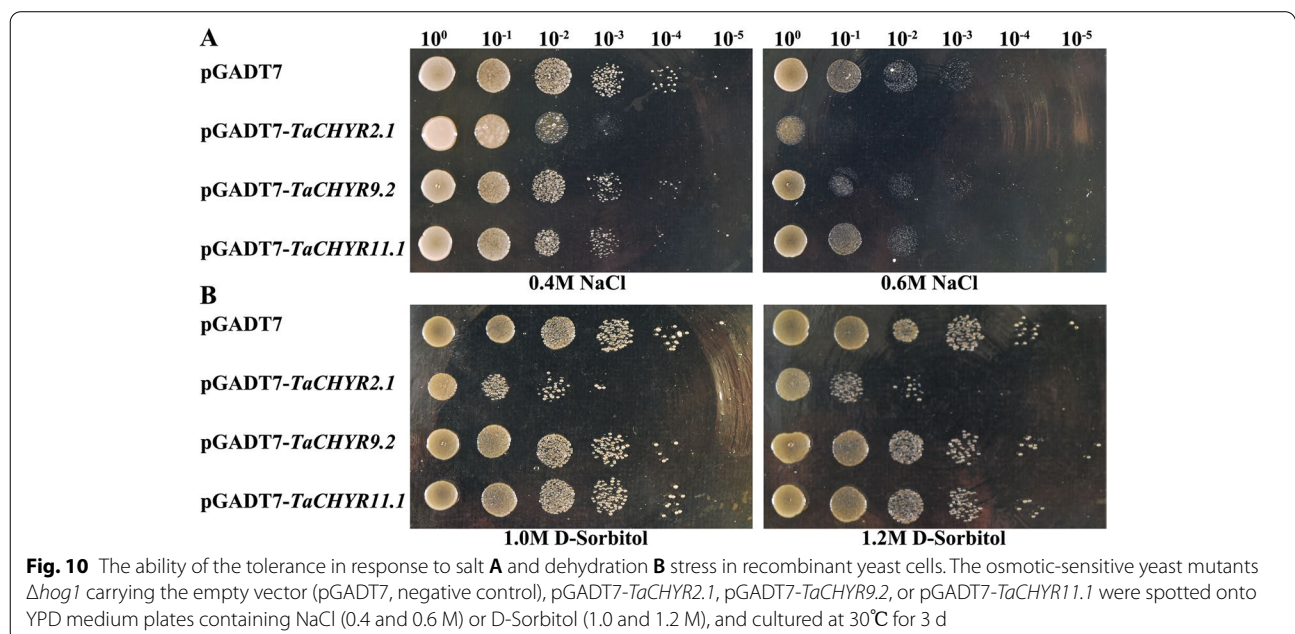 A
10⁰ 10⁻¹ 10⁻² 10⁻³ 10⁻⁴ 10⁻⁵ 10⁰ 10⁻¹ 10⁻² 10⁻³ 10⁻⁴ 10⁻⁵
pGADT7
pGADT7-TaCHYR2.1
pGADT7-TaCHYR9.2
pGADT7-TaCHYR11.1
0.4M NaCl 0.6M NaCl
B
pGADT7
pGADT7-TaCHYR2.1
pGADT7-TaCHYR9.2
pGADT7-TaCHYR11.1
1.0M D-Sorbitol 1.2M D-Sorbitol
Fig. 10 The ability of the tolerance in response to salt A and dehydration B stress in recombinant yeast cells. The osmotic-sensitive yeast mutants
Δhog1 carrying the empty vector (pGADT7, negative control), pGADT7-TaCHYR2.1, pGADT7-TaCHYR9.2, or pGADT7-TaCHYR11.1 were spotted onto
YPD medium plates containing NaCl (0.4 and 0.6 M) or D-Sorbitol (1.0 and 1.2 M), and cultured at 30℃ for 3 d